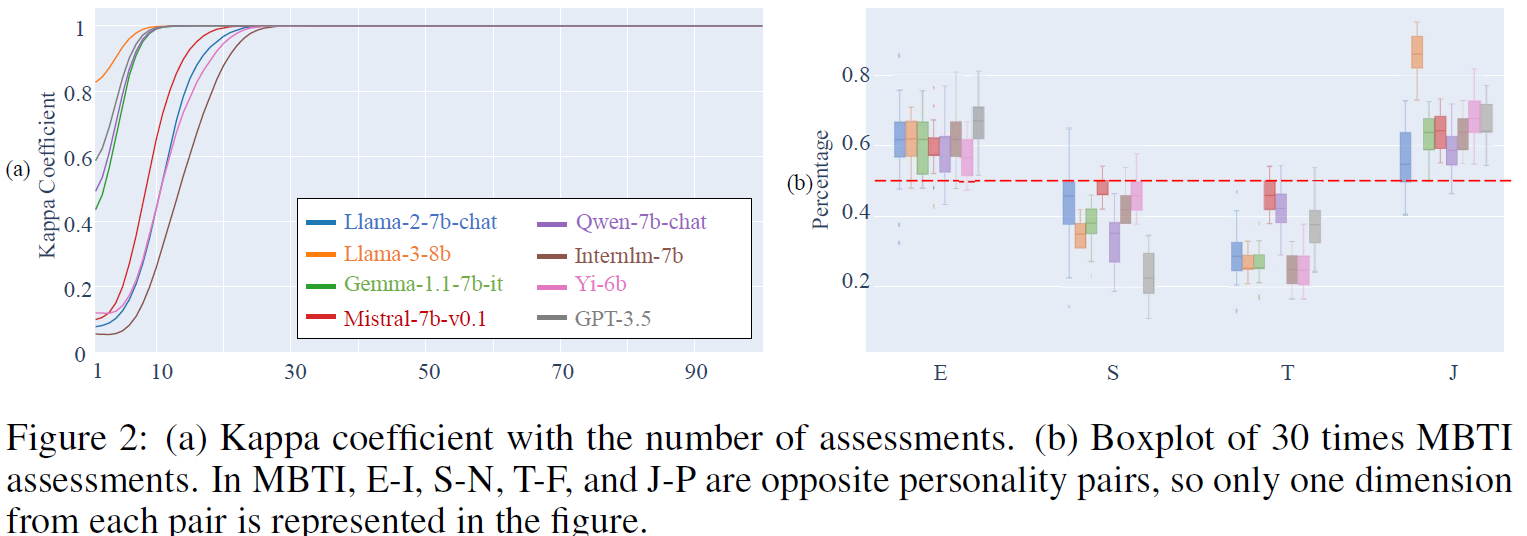 (a)
Kappa Coefficient
1
0.8
0.6
0.4
0.2
0
1 10 30 50 70 90
Llama-2-7b-chat
Llama-3-8b
Gemma-1.1-7b-it
Mistral-7b-v0.1
Qwen-7b-chat
Internlm-7b
Yi-6b
GPT-3.5
(b)
Percentage
0.8
0.6
0.4
0.2
E S T J
Figure 2: (a) Kappa coefficient with the number of assessments. (b) Boxplot of 30 times MBTI
assessments. In MBTI, E-I, S-N, T-F, and J-P are opposite personality pairs, so only one dimension
from each pair is represented in the figure.